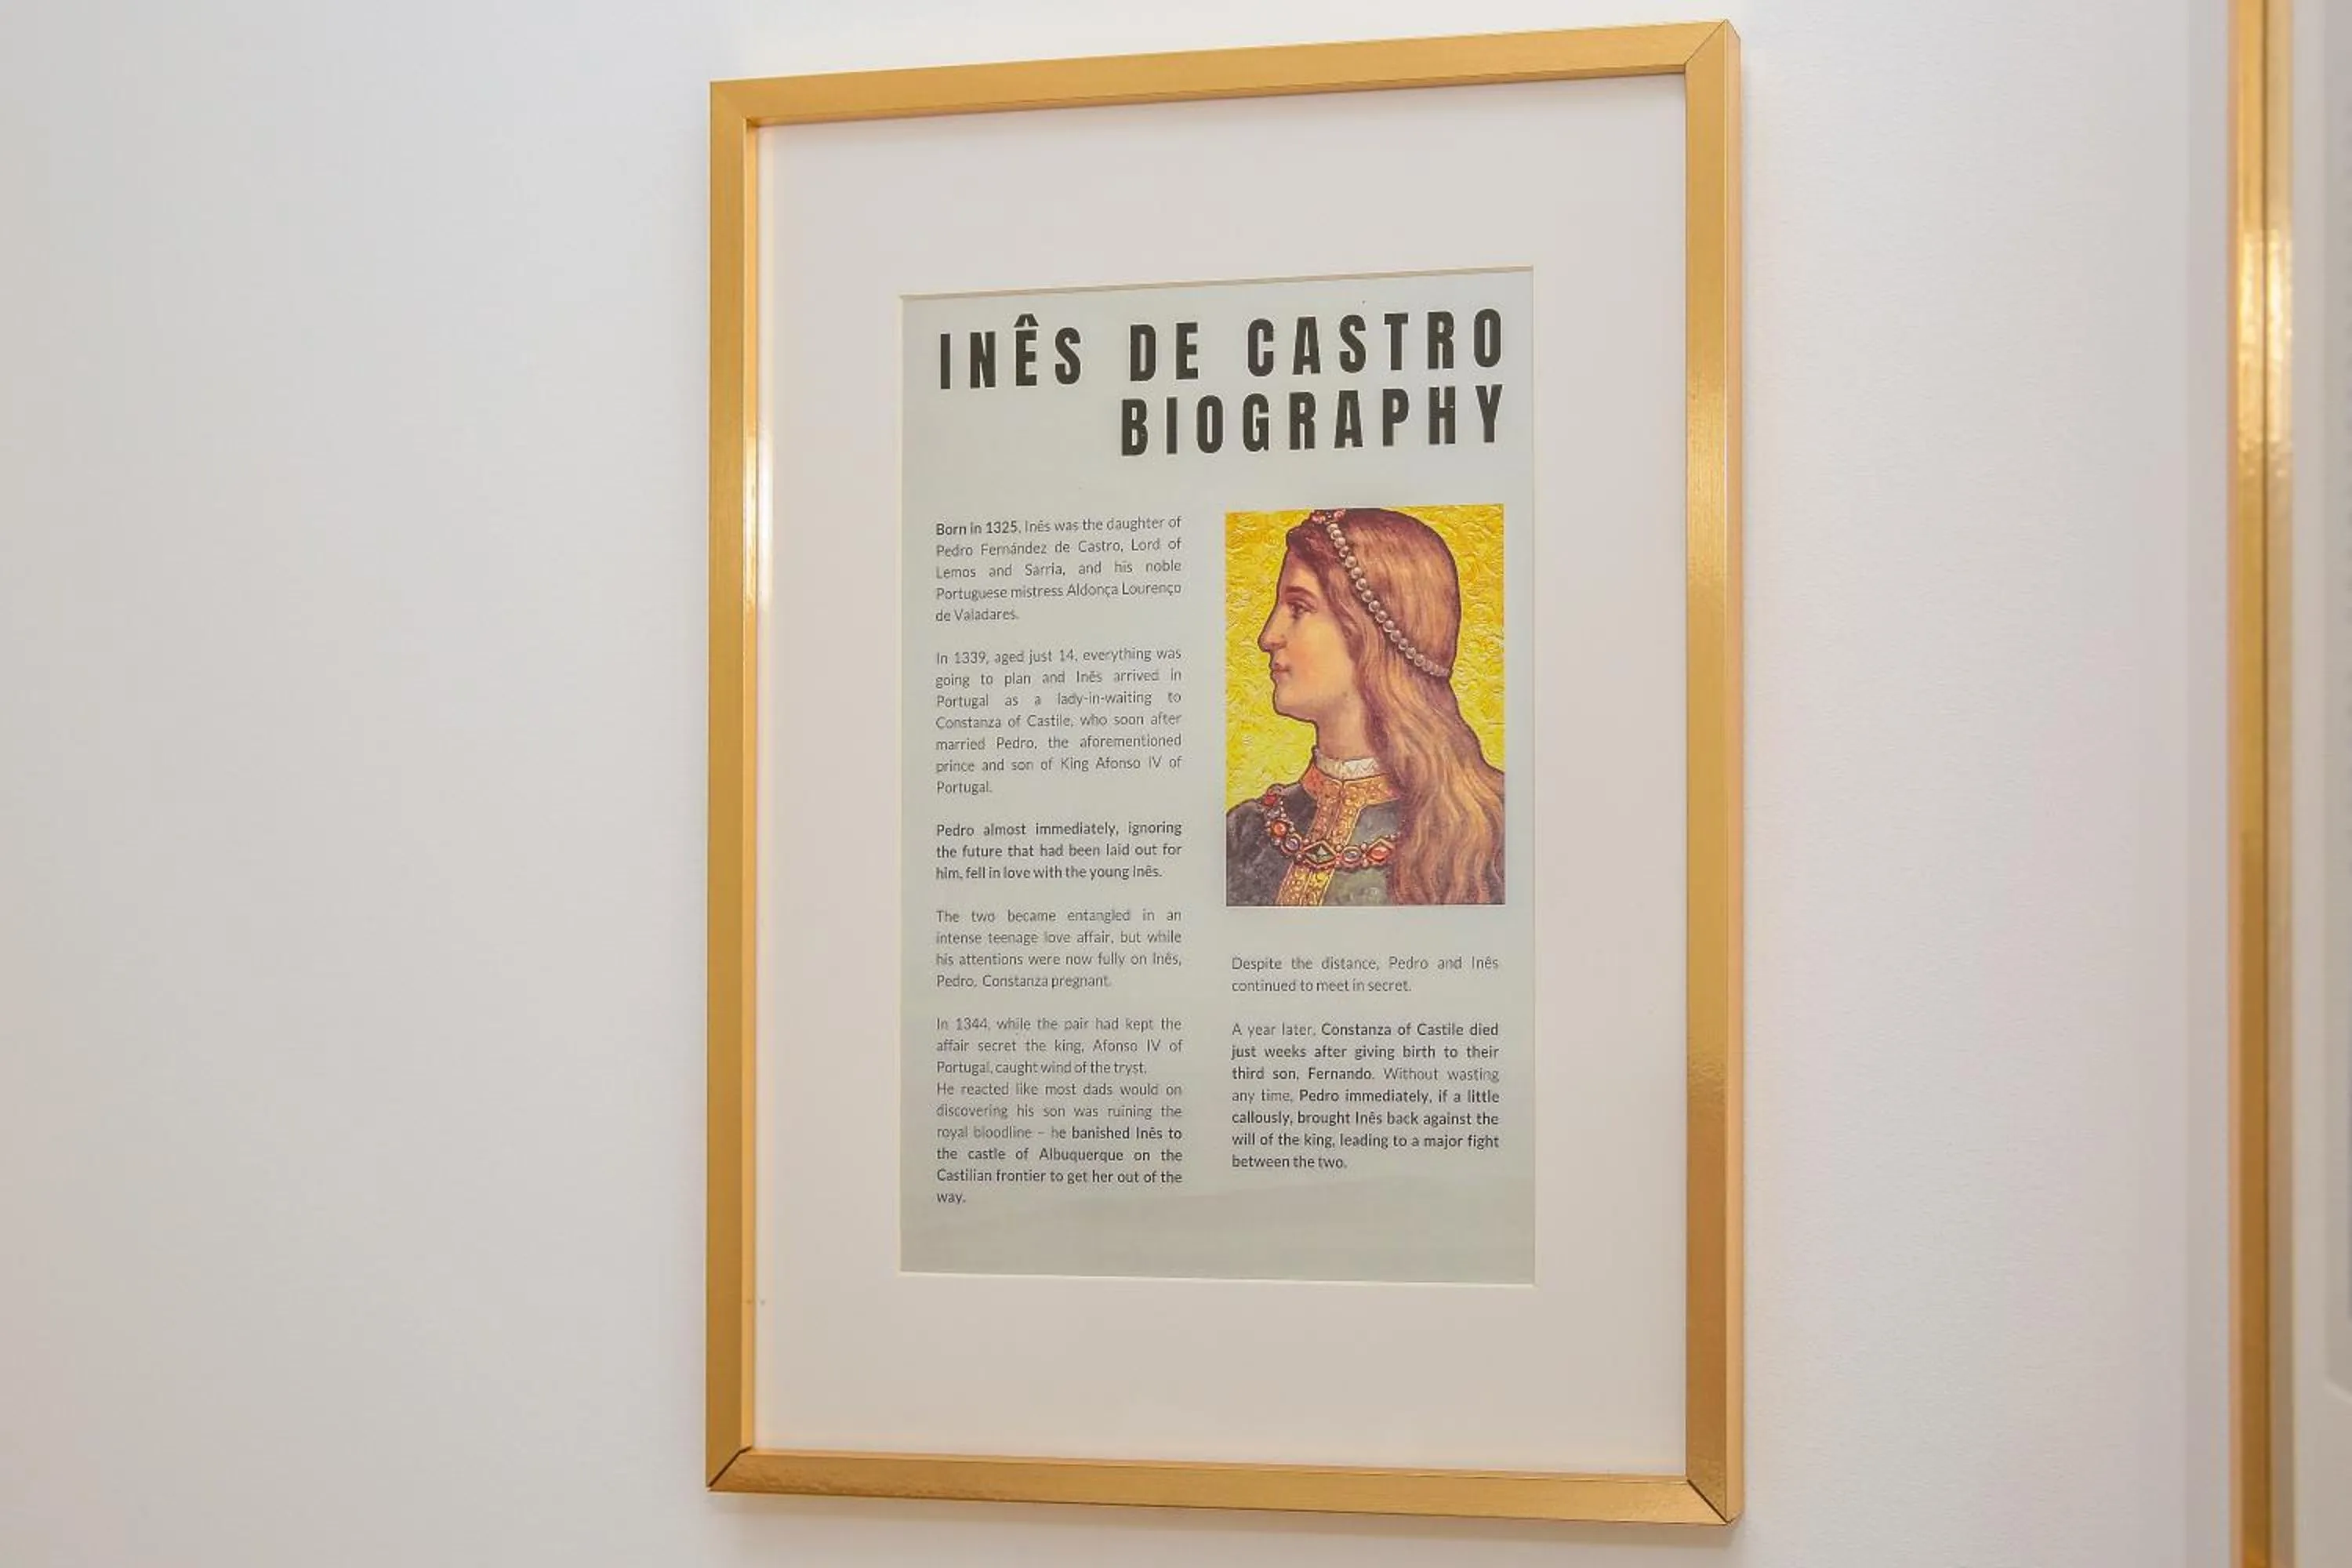 INÊS DE CASTRO
BIOGRAPHY
Born in 1325, Inês was the daughter of
Pedro Fernández de Castro, Lord of
Lemos and Sarria, and his noble
Portuguese mistress Aldonça Lourenço
de Valadares.
In 1339, aged just 14, everything was
going to plan and Inês arrived in
Portugal as a lady-in-waiting to
Constanza of Castile, who soon after
married Pedro, the aforementioned
prince and son of King Afonso IV of
Portugal.
Pedro almost immediately, ignoring
the future that had been laid out for
him, fell in love with the young Inês.
The two became entangled in an
intense teenage love affair, but while
his attentions were now fully on Inês,
Pedro, Constanza pregnant.
In 1344, while the pair had kept the
affair secret the king, Afonso IV of
Portugal, caught wind of the tryst.
He reacted like most dads would on
discovering his son was ruining the
royal bloodline – he banished Inês to
the castle of Albuquerque on the
Castilian frontier to get her out of the
way.
Despite the distance, Pedro and Inês
continued to meet in secret.
A year later, Constanza of Castile died
just weeks after giving birth to their
third son, Fernando. Without wasting
any time, Pedro immediately, if a little
callously, brought Inês back against the
will of the king, leading to a major fight
between the two.